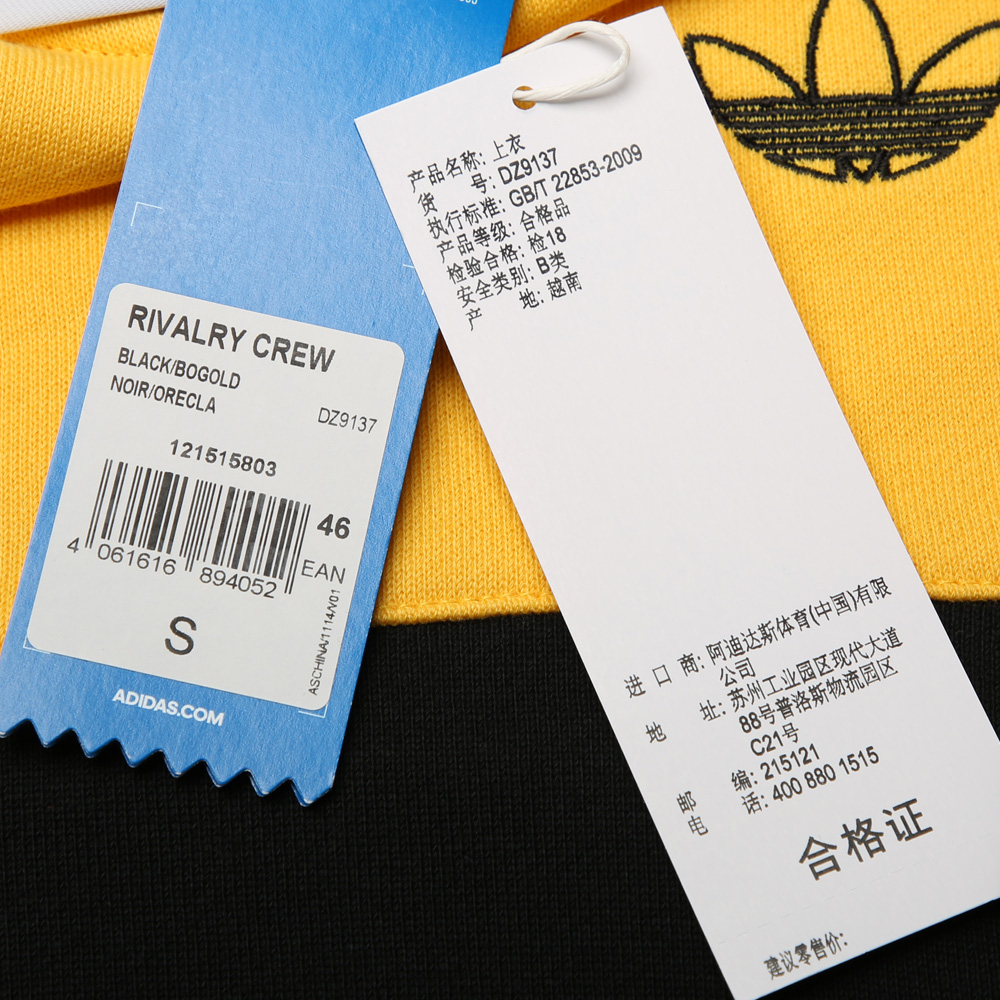 RIVALRY CREW
BLACK/BOGOLD
NOIR/ORECLA
DZ9137
121515803
46
4 061616 894052
EAN
S
ASCHINA/1114/V01
ADIDAS.COM
产品名称: 上衣
货 号: DZ9137
执行标准: GB/T 22853-2009
产品等级: 合格品
检验合格: 检18
安全类别: B类
产 地: 越南
进 口 商: 阿迪达斯体育(中国)有限
公司
地 址: 苏州工业园区现代大道
88号普洛斯物流园区
C21号
邮 编: 215121
电 话: 400 880 1515
合格证
建议零售价: